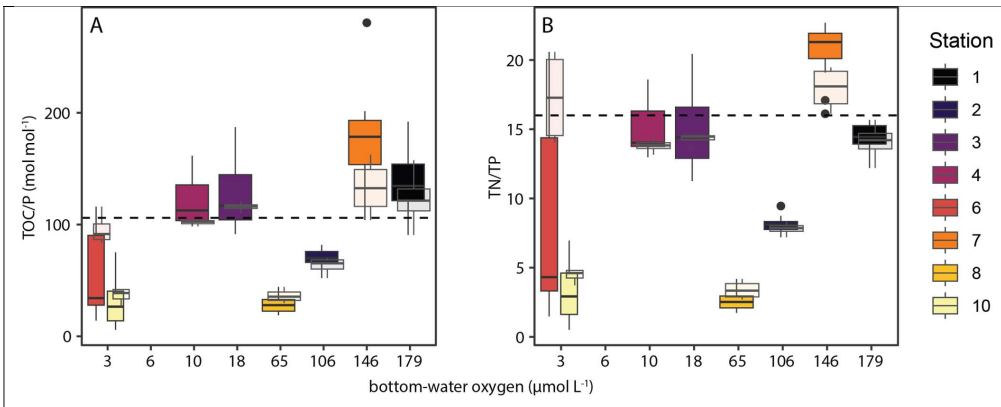 A
B
Station
TOC/P (mol mol⁻¹)
200
100
0
TN/TP
20
15
10
5
0
1
2
3
4
6
7
8
10
3 6 10 18 65 106 146 179
3 6 10 18 65 106 146 179
bottom-water oxygen (µmol L⁻¹)